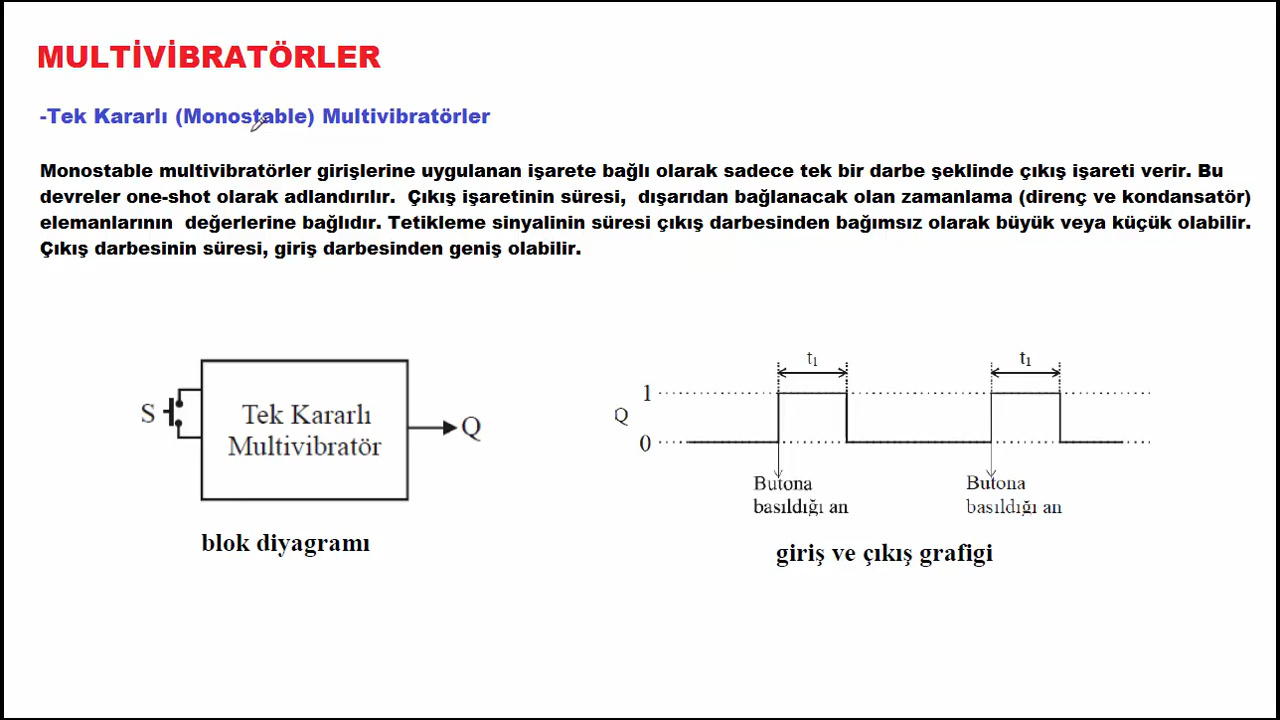 MULTİVİBRATÖRLER
-Tek Kararlı (Monostable) Multivibratörler
Monostable multivibratörler girişlerine uygulanan işarete bağlı olarak sadece tek bir darbe şeklinde çıkış işareti verir. Bu
devreler one-shot olarak adlandırılır. Çıkış işaretinin süresi, dışarıdan bağlanacak olan zamanlama (direnç ve kondansatör)
elemanlarının değerlerine bağlıdır. Tetikleme sinyalinin süresi çıkış darbesinden bağımsız olarak büyük veya küçük olabilir.
Çıkış darbesinin süresi, giriş darbesinden geniş olabilir.
S
Tek Kararlı
Multivibratör
Q
blok diyagramı
t₁ t₁
1
Q
0
Butona Butona
basıldığı an basıldığı an
giriş ve çıkış grafigi